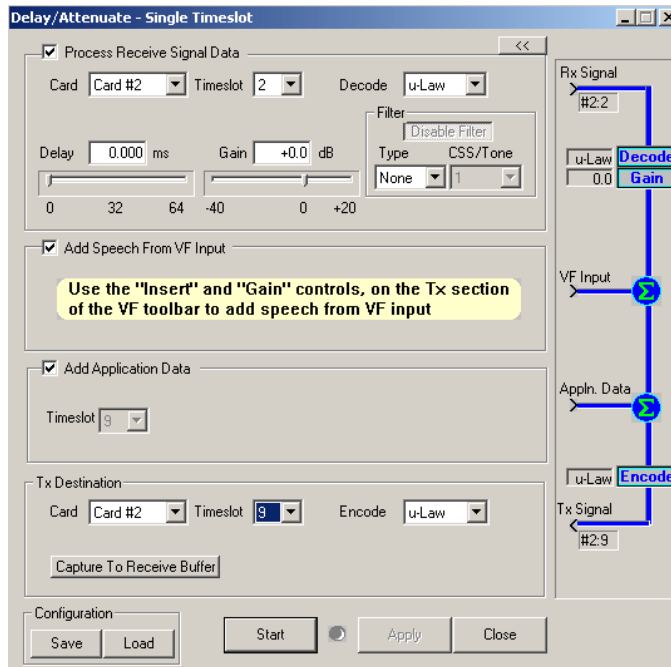 Delay/Attenuate - Single Timeslot
Process Receive Signal Data
<<
Card Card #2 Timeslot 2 Decode u-Law
Filter
Disable Filter
Delay 0.000 ms Gain +0.0 dB Type CSS/Tone
None 1
0 32 64 -40 0 +20
Add Speech From VF Input
Use the "Insert" and "Gain" controls, on the Tx section
of the VF toolbar to add speech from VF input
Add Application Data
Timeslot 9
Tx Destination
Card Card #2 Timeslot 9 Encode u-Law
Capture To Receive Buffer
Configuration
Save Load Start Apply Close
Rx Signal
#2:2
u-Law Decode
0.0 Gain
VF Input
Σ
Appln. Data
Σ
u-Law Encode
Tx Signal
#2:9